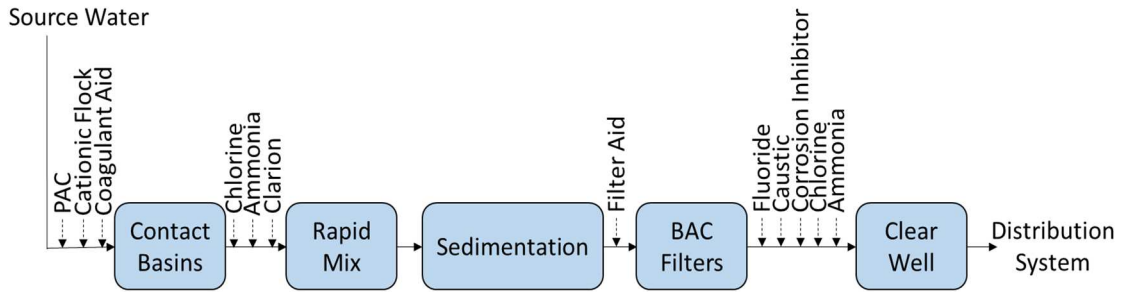 Source Water
PAC
Cationic Flock
Coagulant Aid
Contact
Basins
Chlorine
Ammonia
Clarion
Rapid
Mix
Sedimentation
Filter Aid
BAC
Filters
Fluoride
Caustic
Corrosion Inhibitor
Chlorine
Ammonia
Clear
Well
Distribution
System